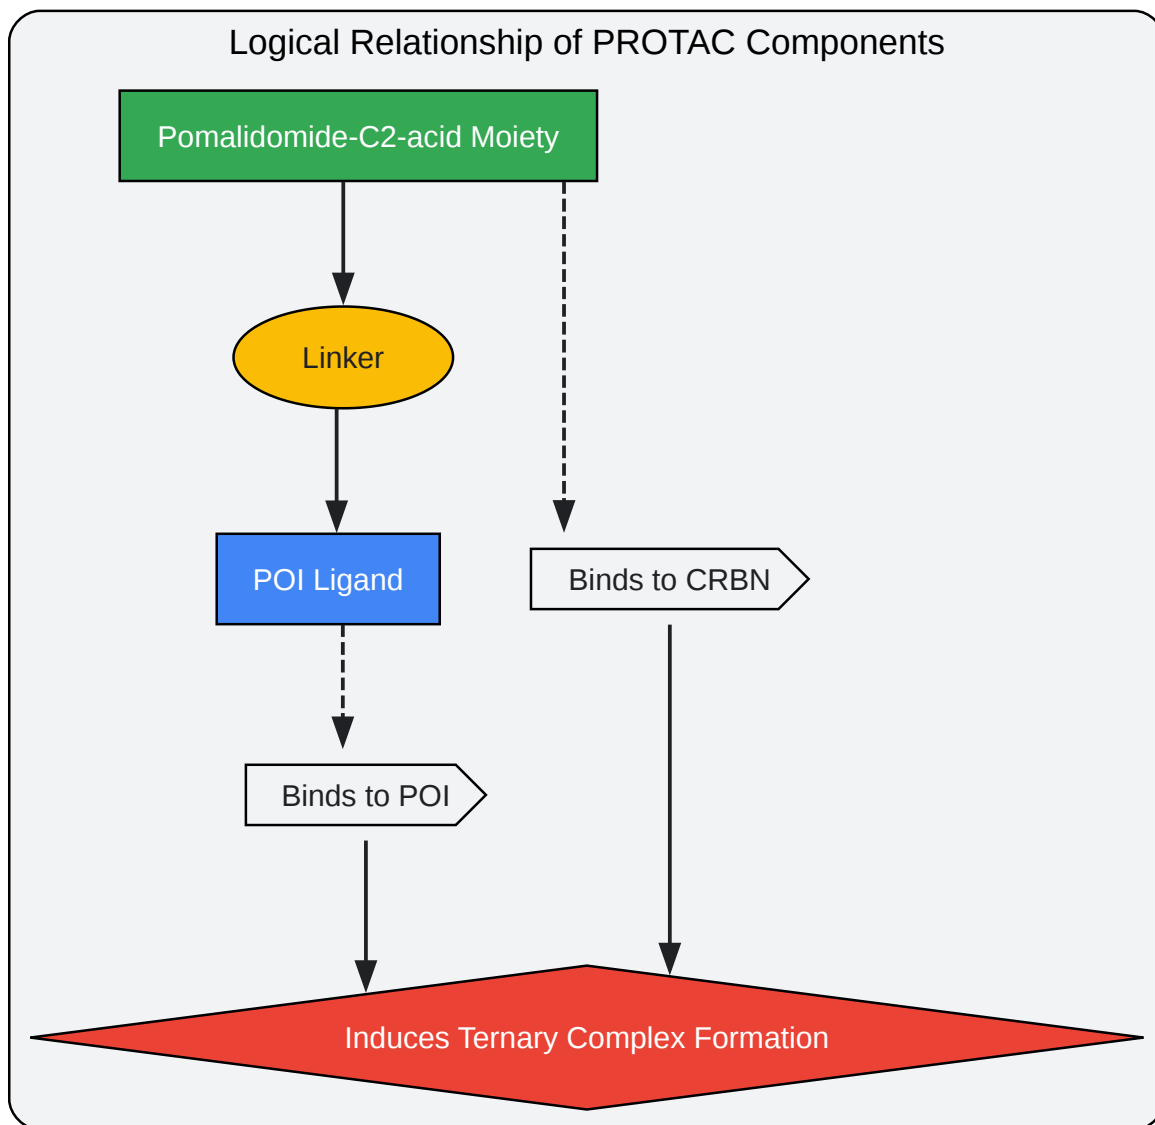 Logical Relationship of PROTAC Components
Pomalidomide-C2-acid Moiety
Linker
POI Ligand
Binds to CRBN
Binds to POI
Induces Ternary Complex Formation